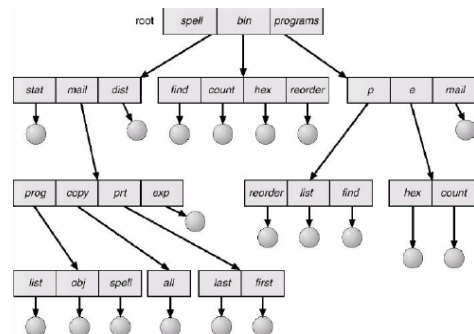 root spell bin programs
stat mail dist find count hex reorder p e mail
prog copy prt exp reorder list find hex count
list obj spell all last first